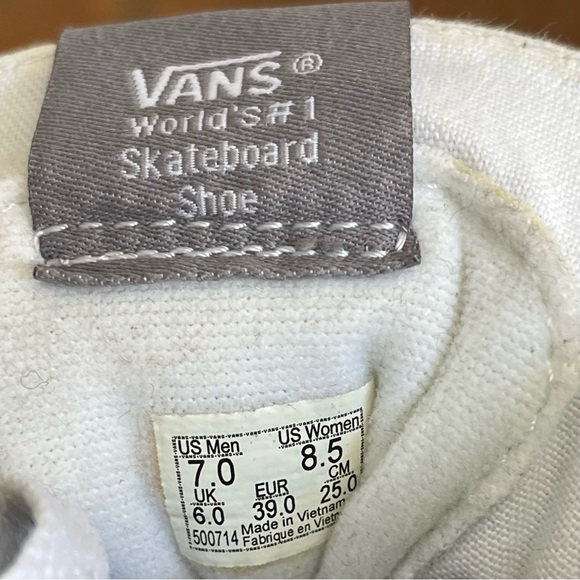 VANS ®
World's #1
Skateboard
Shoe
US Men US Women
7.0 8.5
UK EUR CM
6.0 39.0 25.0
500714 Made in Vietnam
Fabrique en Vietn